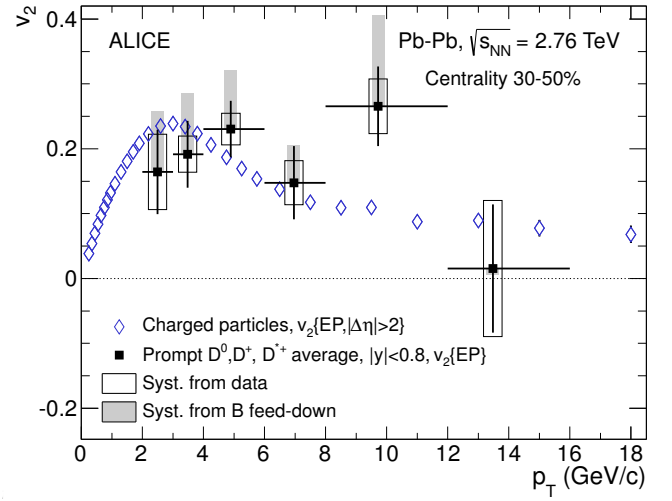 ALICE
Pb-Pb, √sNN = 2.76 TeV
Centrality 30-50%
v2
0.4
0.2
0
-0.2
Charged particles, v2{EP,|Δη|>2}
Prompt D0,D+, D*+ average, |y|<0.8, v2{EP}
Syst. from data
Syst. from B feed-down
0 2 4 6 8 10 12 14 16 18
pT (GeV/c)